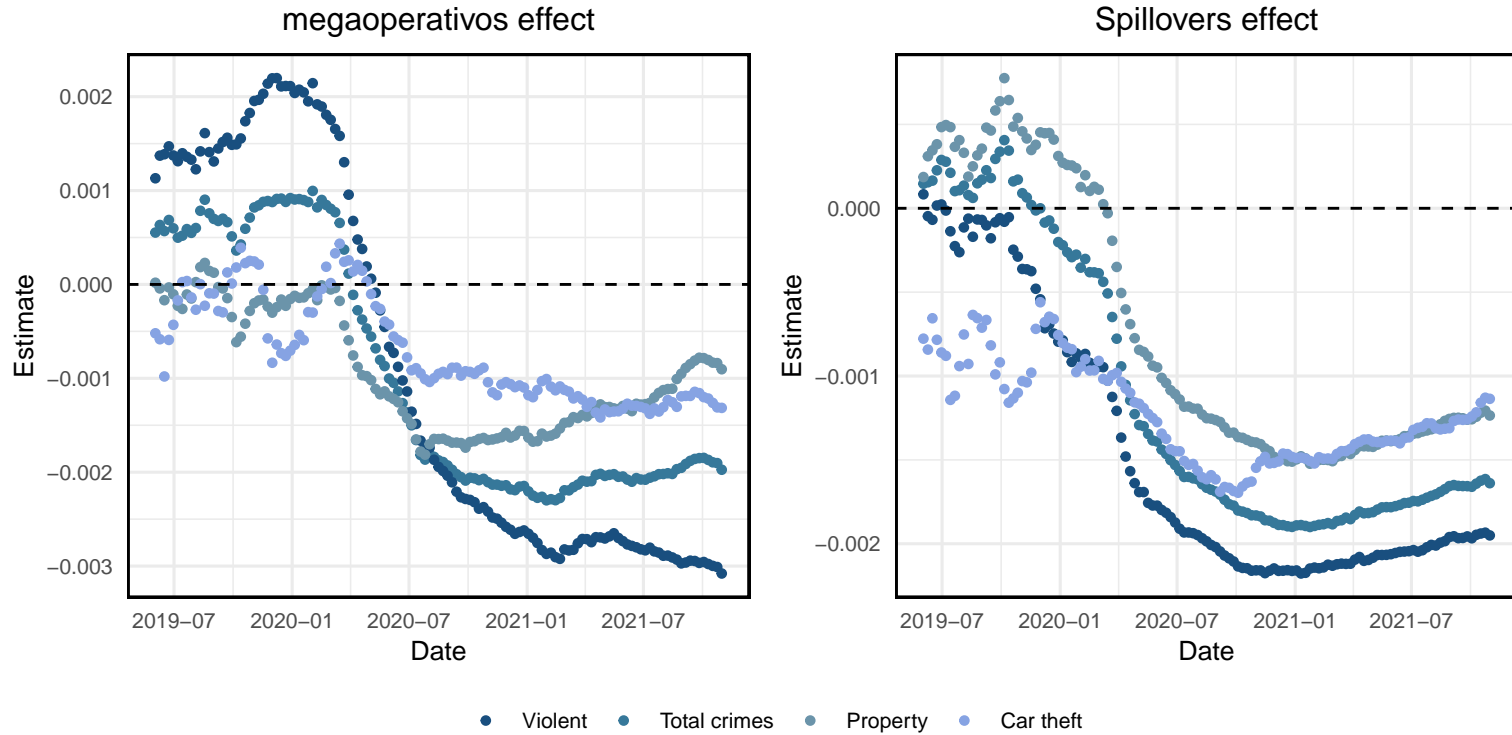 megaoperativos effect
Spillovers effect
Estimate
0.002
0.001
0.000
−0.001
−0.002
−0.003
2019−07 2020−01 2020−07 2021−01 2021−07
Date
Estimate
0.000
−0.001
−0.002
2019−07 2020−01 2020−07 2021−01 2021−07
Date
Violent Total crimes Property Car theft